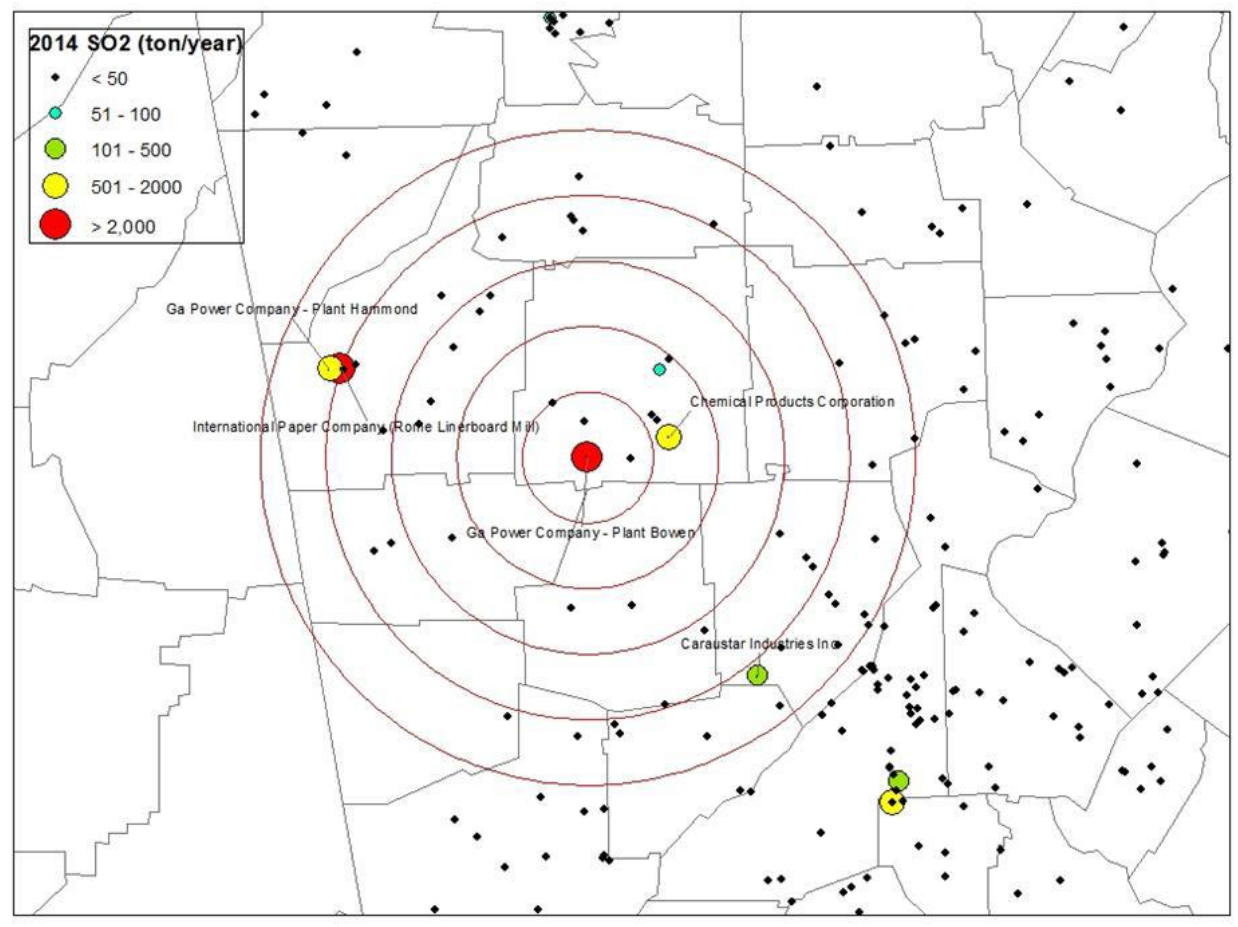 2014 SO2 (ton/year)
< 50
51 - 100
101 - 500
501 - 2000
> 2,000
Ga Power Company - Plant Hammond
Chemical Products Corporation
International Paper Company (Rome Linerboard Mill)
Ga Power Company - Plant Bowen
Caraustar Industries Inc